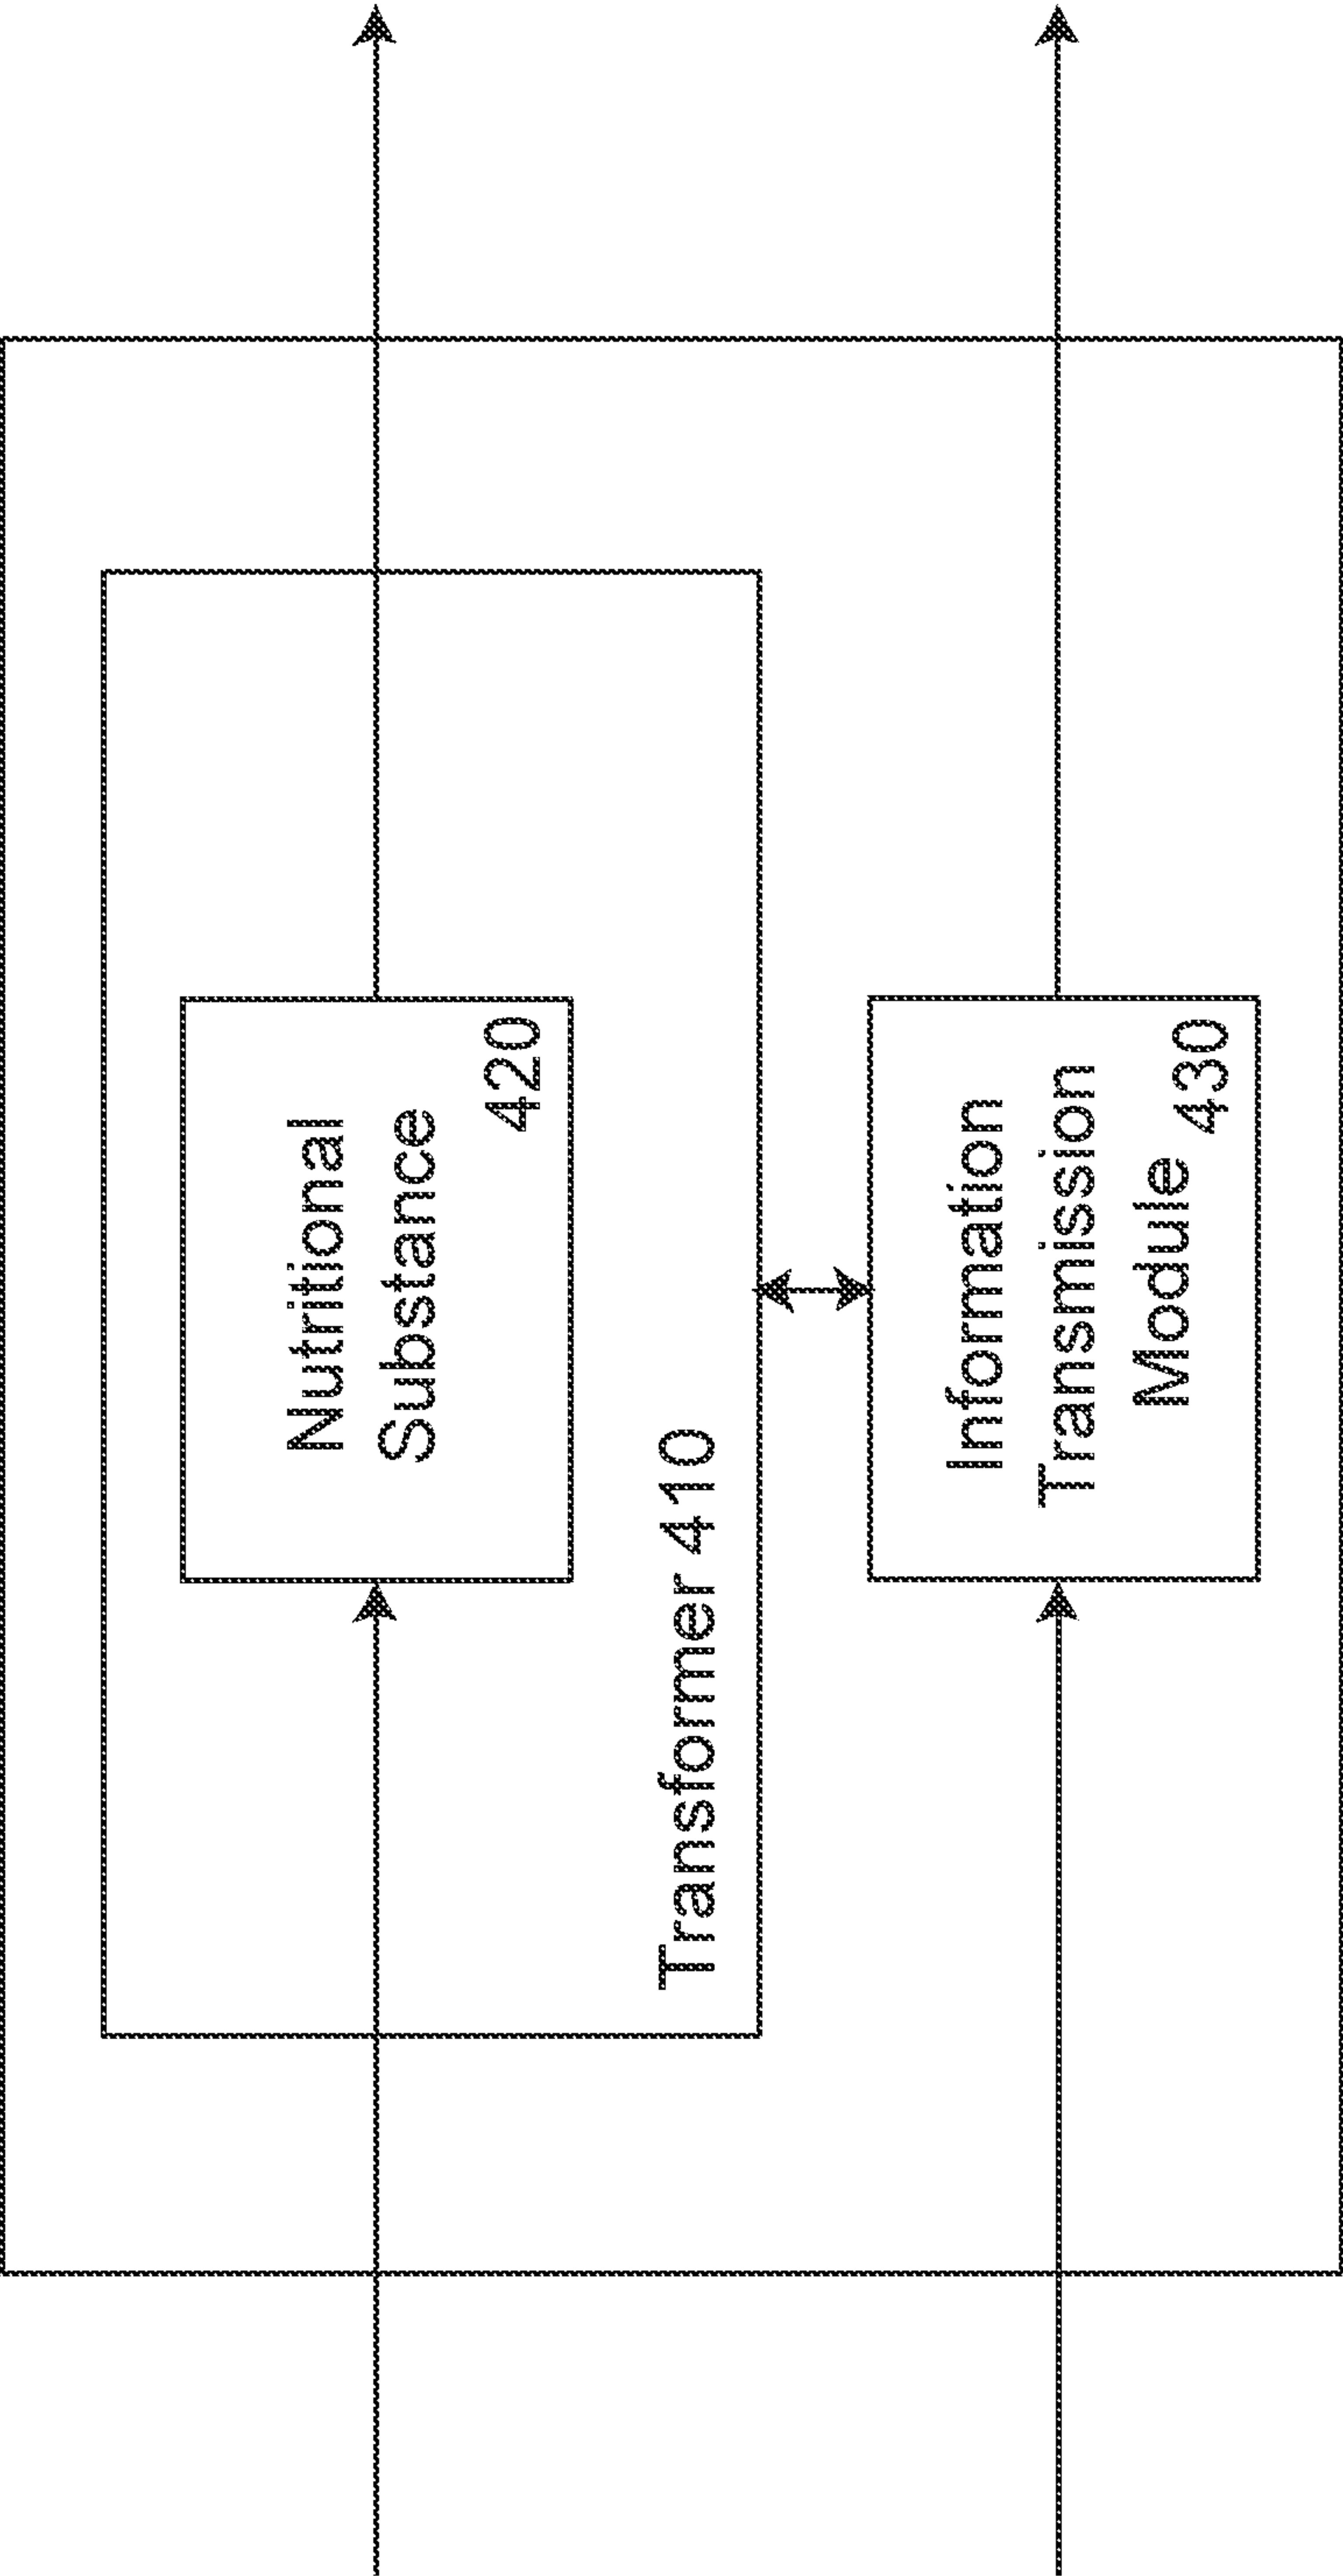 Nutritional
Substance
420
Transformer 410
Information
Transmission
Module 430